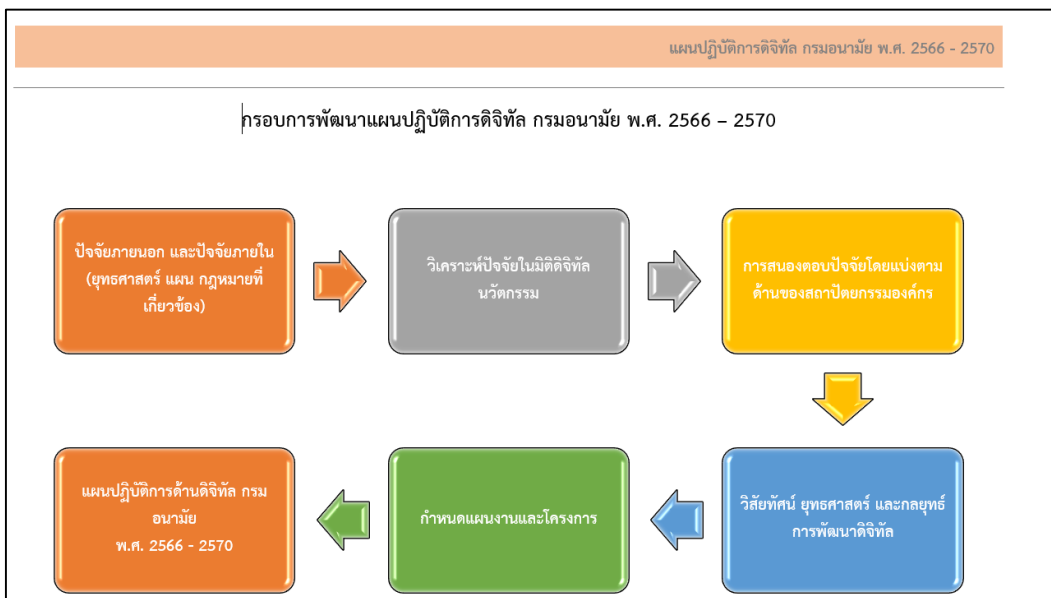 แผนปฏิบัติการดิจิทัล กรมอนามัย พ.ศ. 2566 - 2570
กรอบการพัฒนาแผนปฏิบัติการดิจิทัล กรมอนามัย พ.ศ. 2566 – 2570
ปัจจัยภายนอก และปัจจัยภายใน
(ยุทธศาสตร์ แผน กฎหมายที่
เกี่ยวข้อง)
วิเคราะห์ปัจจัยในมิติดิจิทัล
นวัตกรรม
การสนองตอบปัจจัยโดยแบ่งตาม
ด้านของสถาปัตยกรรมองค์กร
วิสัยทัศน์ ยุทธศาสตร์ และกลยุทธ์
การพัฒนาดิจิทัล
กำหนดแผนงานและโครงการ
แผนปฏิบัติการด้านดิจิทัล กรม
อนามัย
พ.ศ. 2566 - 2570